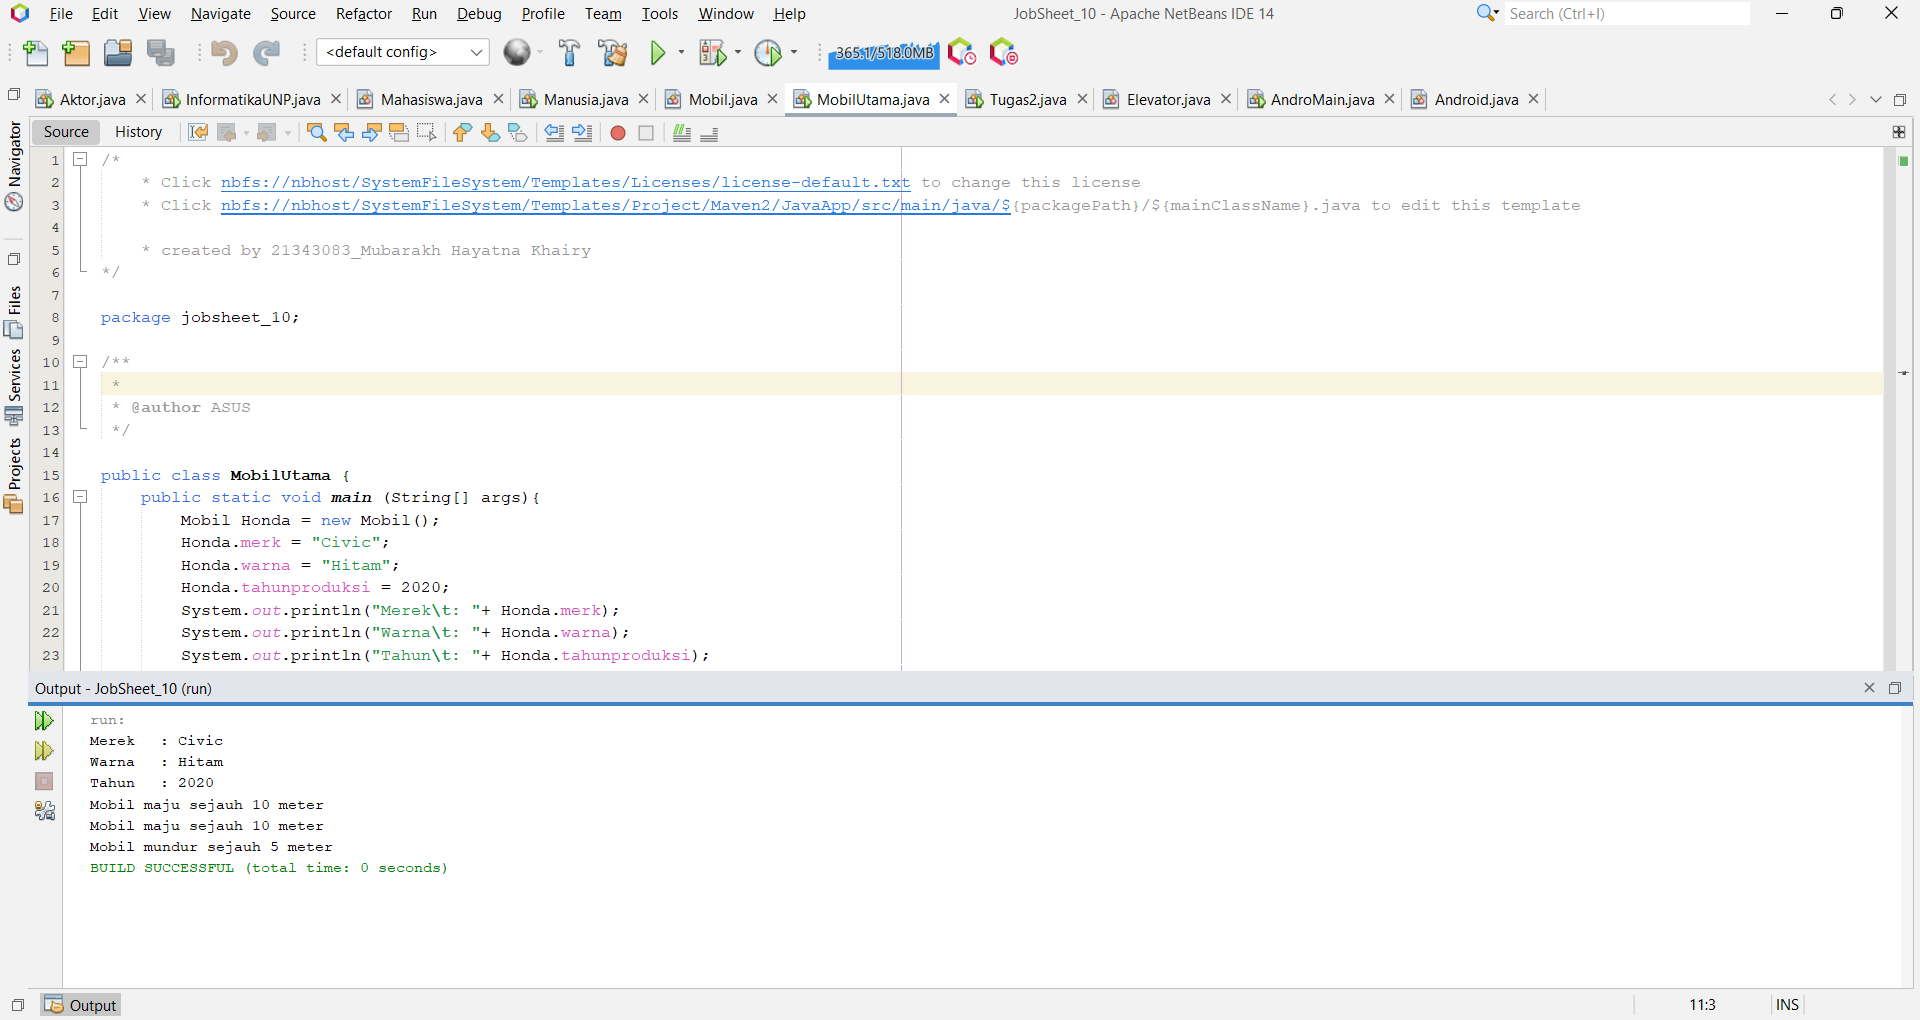 File Edit View Navigate Source Refactor Run Debug Profile Team Tools Window Help JobSheet_10 - Apache NetBeans IDE 14 Search (Ctrl+I)
<default config> 365.1/518.0MB
Aktor.java InformatikaUNP.java Mahasiswa.java Manusia.java Mobil.java MobilUtama.java Tugas2.java Elevator.java AndroMain.java Android.java
Source History
Navigator
Files
Services
Projects
1 /*
2 * Click nbfs://nbhost/SystemFileSystem/Templates/Licenses/license-default.txt to change this license
3 * Click nbfs://nbhost/SystemFileSystem/Templates/Project/Maven2/JavaApp/src/main/java/${packagePath}/${mainClassName}.java to edit this template
4
5 * created by 21343083_Mubarakh Hayatna Khairy
6 */
7
8 package jobsheet_10;
9
10 /**
11 *
12 * @author ASUS
13 */
14
15 public class MobilUtama {
16 public static void main (String[] args){
17 Mobil Honda = new Mobil();
18 Honda.merk = "Civic";
19 Honda.warna = "Hitam";
20 Honda.tahunproduksi = 2020;
21 System.out.println("Merek\t: "+ Honda.merk);
22 System.out.println("Warna\t: "+ Honda.warna);
23 System.out.println("Tahun\t: "+ Honda.tahunproduksi);
Output - JobSheet_10 (run)
run:
Merek : Civic
Warna : Hitam
Tahun : 2020
Mobil maju sejauh 10 meter
Mobil maju sejauh 10 meter
Mobil mundur sejauh 5 meter
BUILD SUCCESSFUL (total time: 0 seconds)
Output 11:3 INS